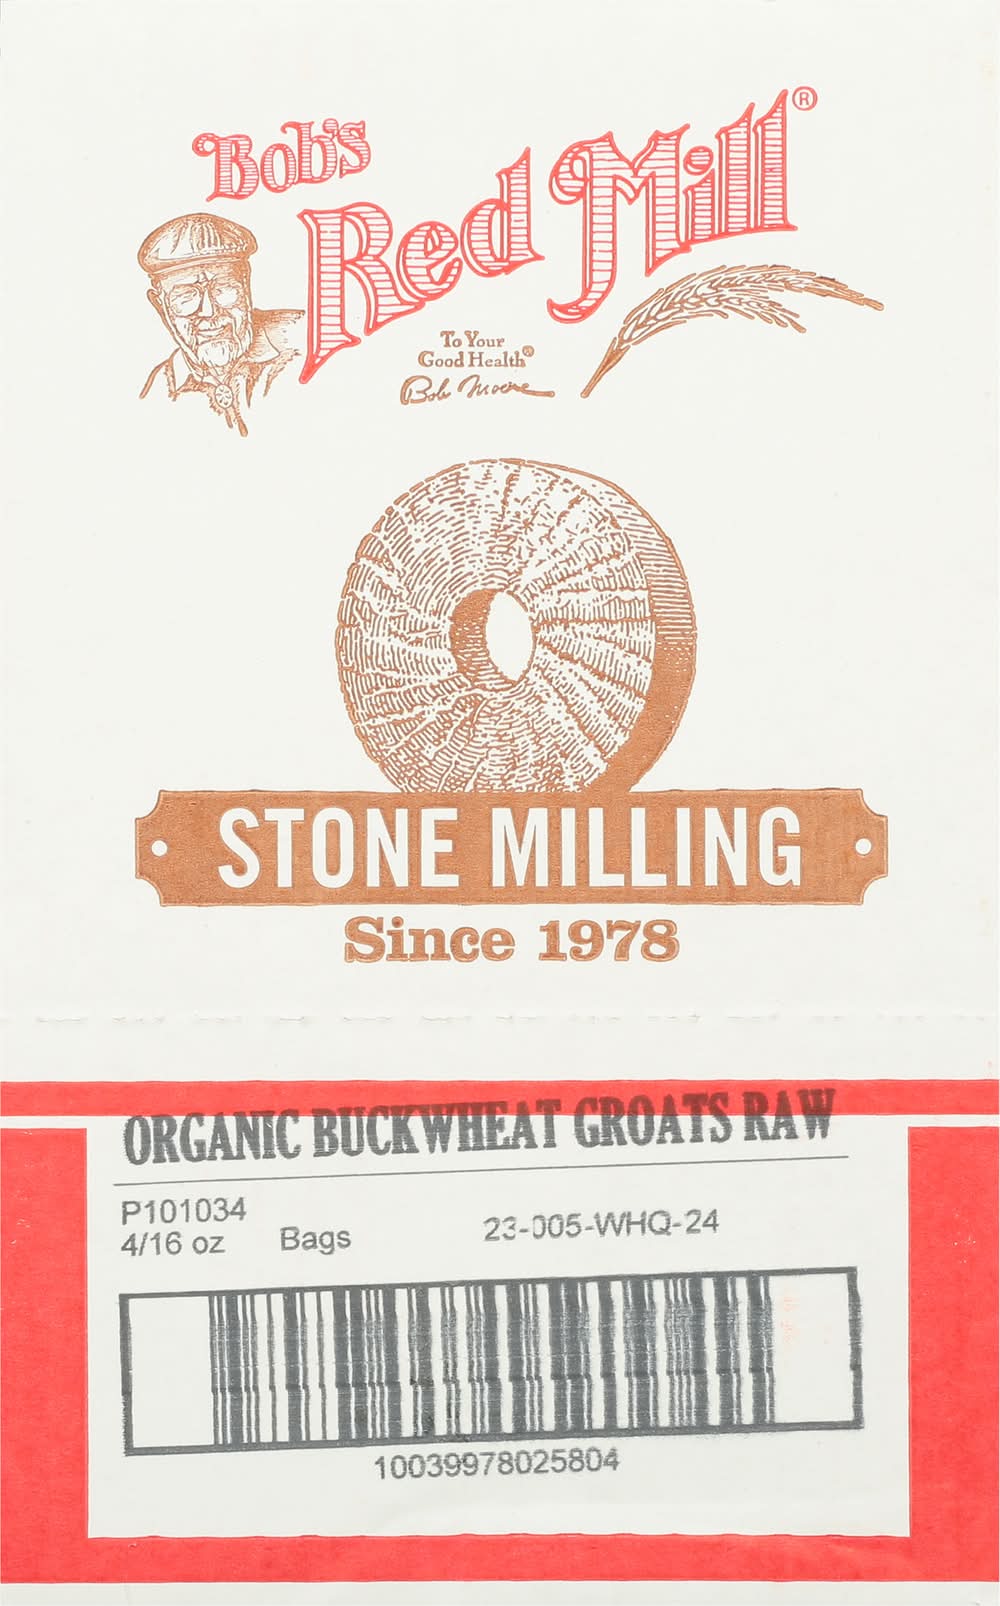 Bob's
Red Mill®
To Your
Good Health®
Bob Moore
STONE MILLING
Since 1978
ORGANIC BUCKWHEAT GROATS RAW
P101034
4/16 oz Bags 23-005-WHQ-24
10039978025804